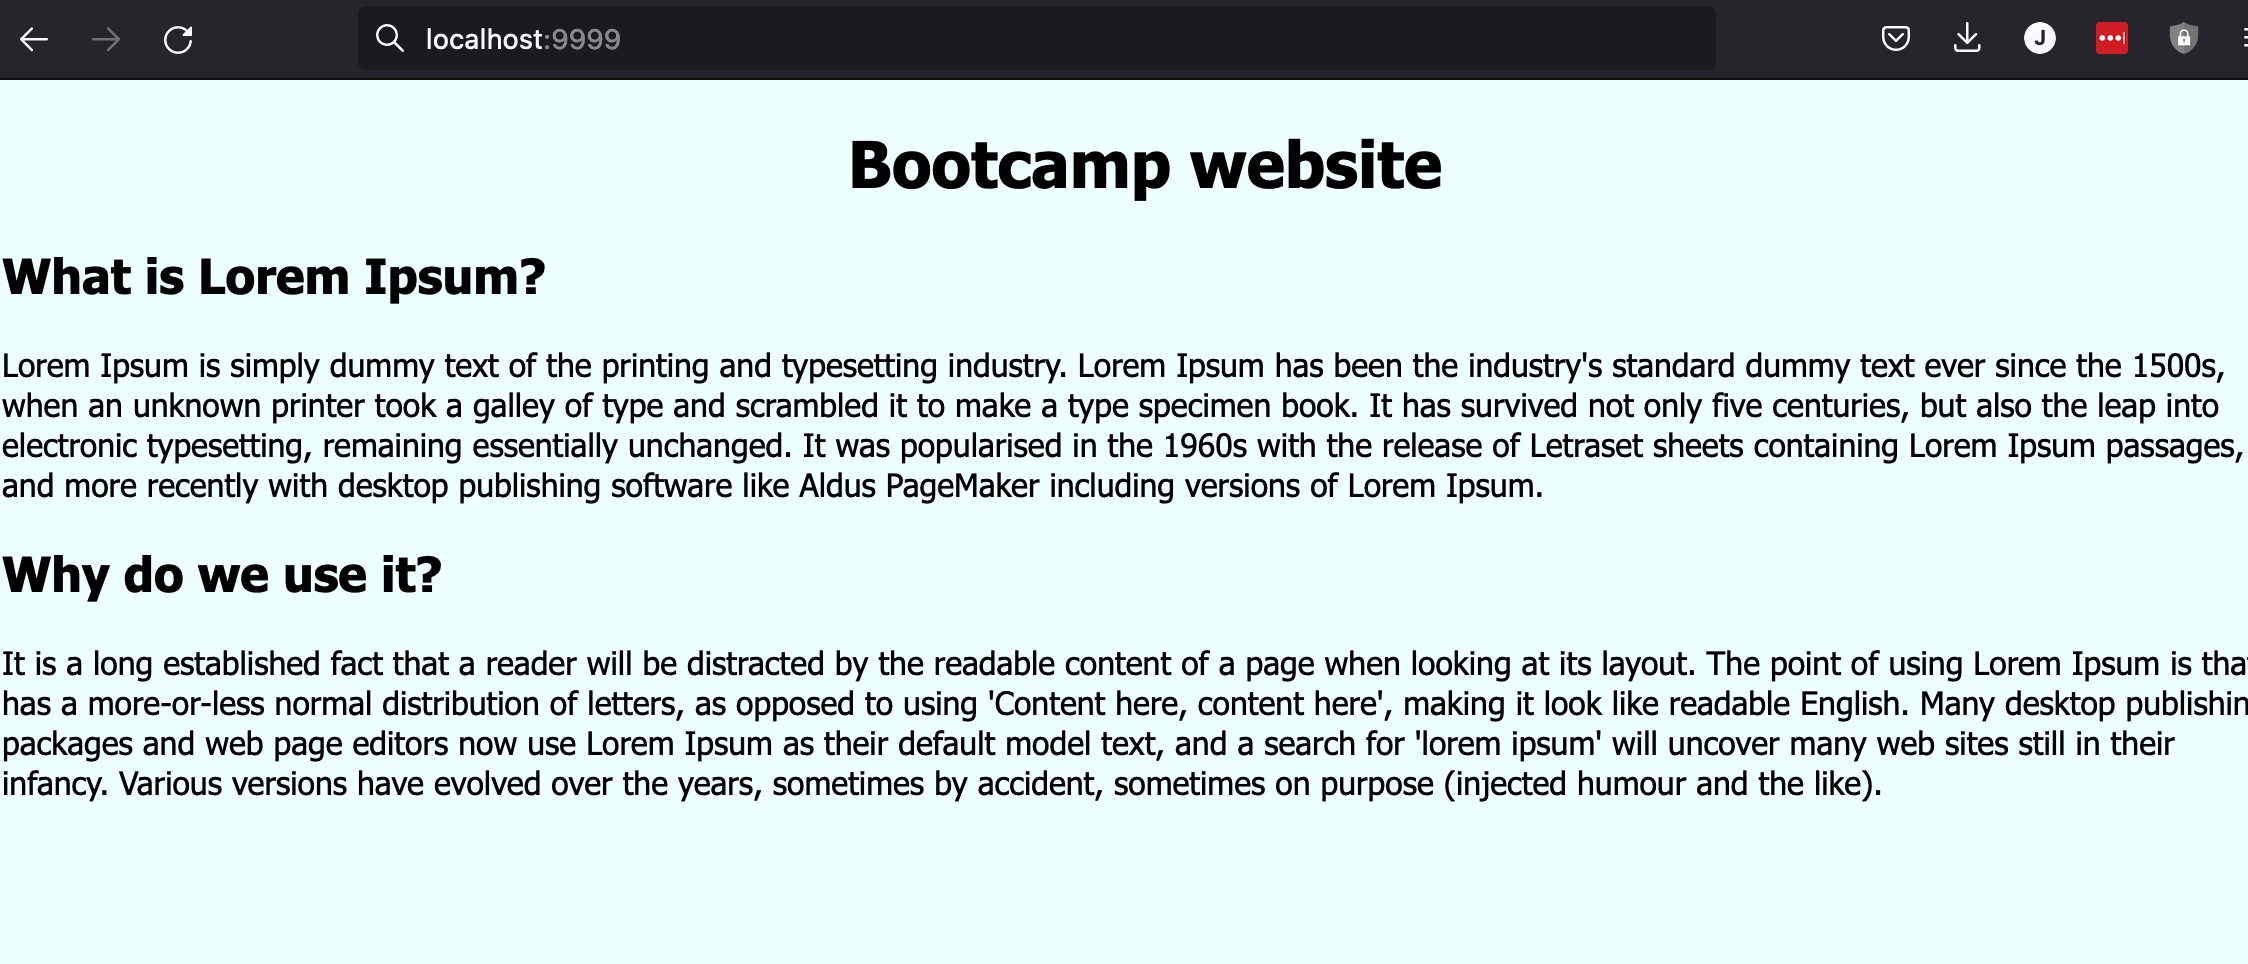 localhost:9999
J
Bootcamp website
What is Lorem Ipsum?
Lorem Ipsum is simply dummy text of the printing and typesetting industry. Lorem Ipsum has been the industry's standard dummy text ever since the 1500s,
when an unknown printer took a galley of type and scrambled it to make a type specimen book. It has survived not only five centuries, but also the leap into
electronic typesetting, remaining essentially unchanged. It was popularised in the 1960s with the release of Letraset sheets containing Lorem Ipsum passages,
and more recently with desktop publishing software like Aldus PageMaker including versions of Lorem Ipsum.
Why do we use it?
It is a long established fact that a reader will be distracted by the readable content of a page when looking at its layout. The point of using Lorem Ipsum is
has a more-or-less normal distribution of letters, as opposed to using 'Content here, content here', making it look like readable English. Many desktop
packages and web page editors now use Lorem Ipsum as their default model text, and a search for 'lorem ipsum' will uncover many web sites still in their
infancy. Various versions have evolved over the years, sometimes by accident, sometimes on purpose (injected humour and the like).